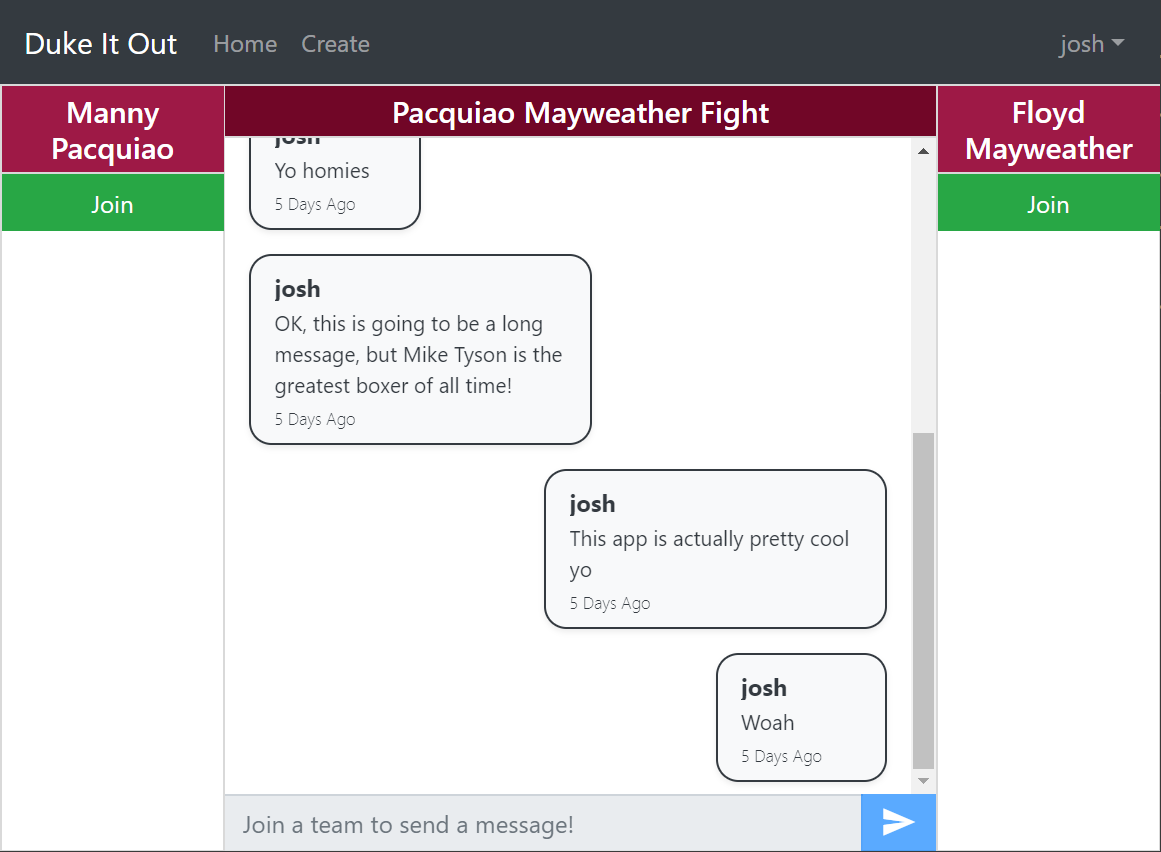 Duke It Out
Home
Create
josh
Manny
Pacquiao
Join
Pacquiao Mayweather Fight
josh
Yo homies
5 Days Ago
josh
OK, this is going to be a long
message, but Mike Tyson is the
greatest boxer of all time!
5 Days Ago
josh
This app is actually pretty cool
yo
5 Days Ago
josh
Woah
5 Days Ago
Join a team to send a message!
Floyd
Mayweather
Join